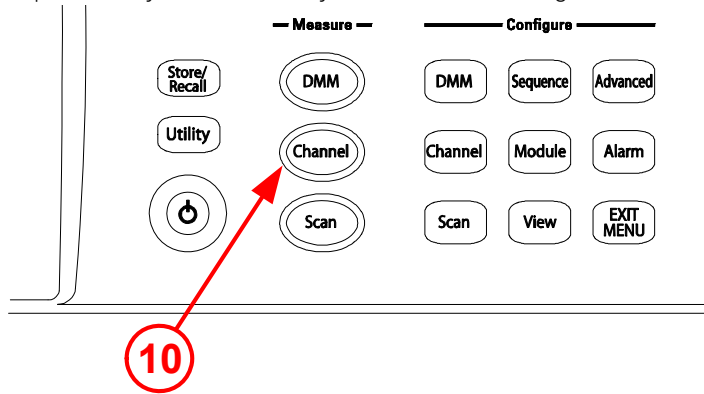 Measure
Configure
Store/
Recall
DMM
DMM
Sequence
Advanced
Utility
Channel
Channel
Module
Alarm
Scan
Scan
View
EXIT
MENU
10